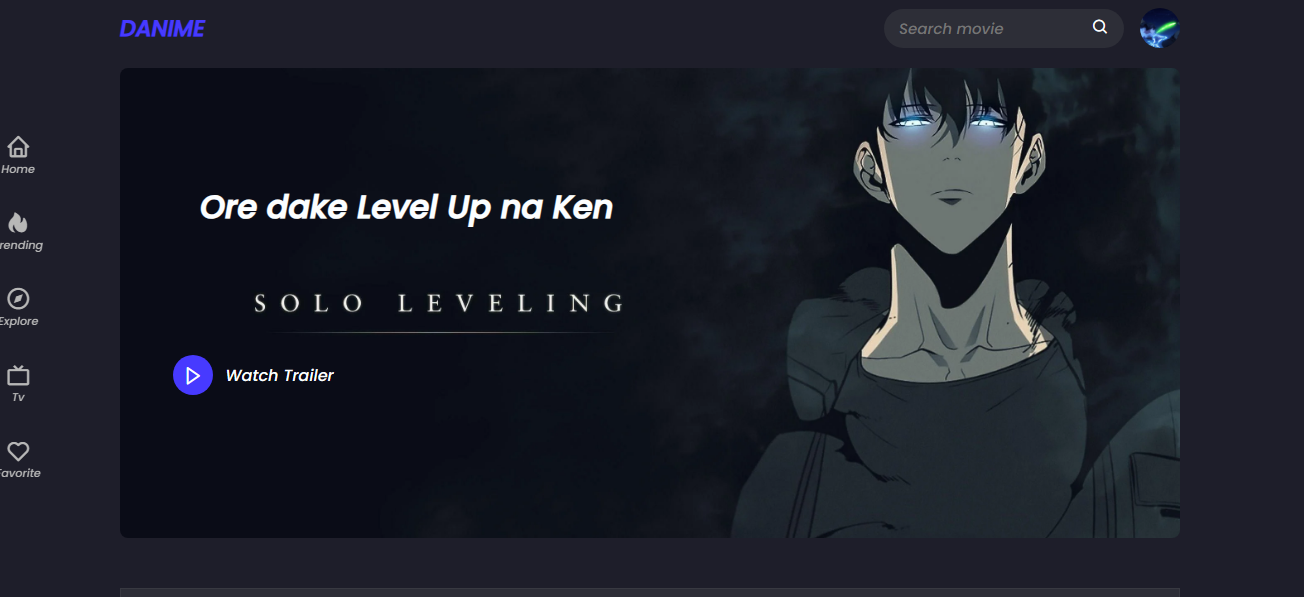 DANIME
Search movie
Home
rending
Explore
Tv
avorite
Ore dake Level Up na Ken
SOLO LEVELING
Watch Trailer